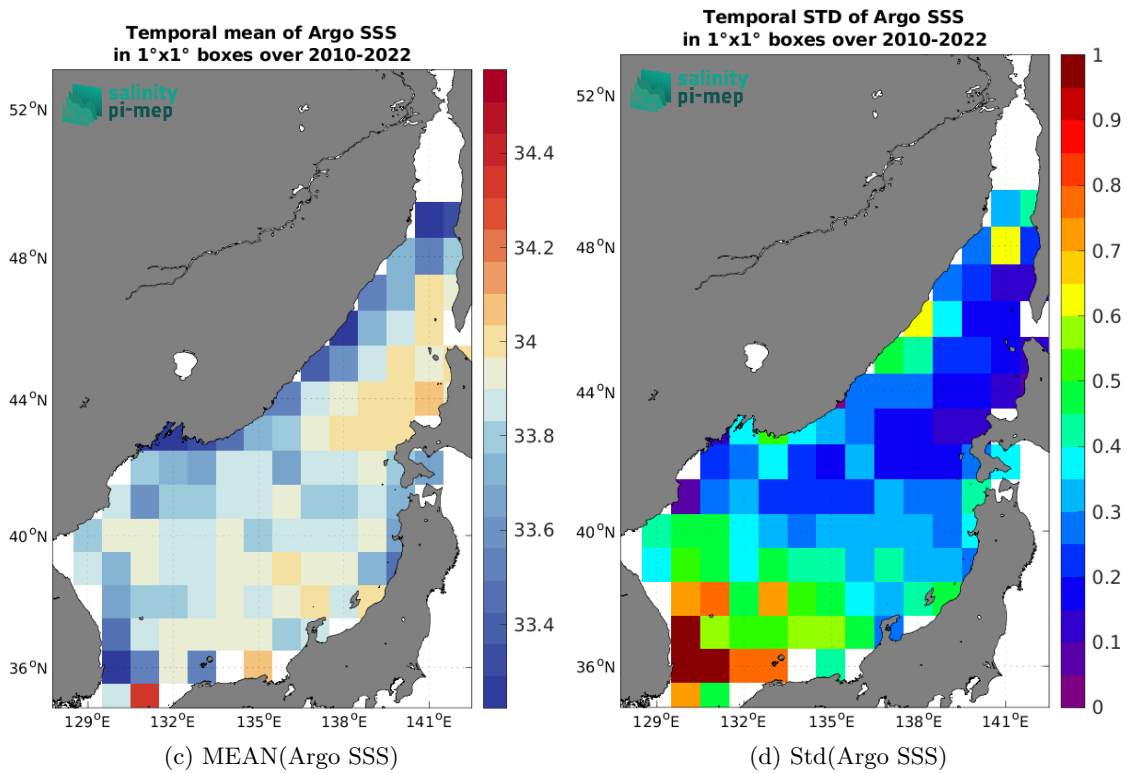 Temporal mean of Argo SSS
in 1°x1° boxes over 2010-2022
salinity
pi-mep
52°N
48°N
44°N
40°N
36°N
129°E
132°E
135°E
138°E
141°E
34.4
34.2
34
33.8
33.6
33.4
(c) MEAN(Argo SSS)
Temporal STD of Argo SSS
in 1°x1° boxes over 2010-2022
salinity
pi-mep
52°N
48°N
44°N
40°N
36°N
129°E
132°E
135°E
138°E
141°E
1
0.9
0.8
0.7
0.6
0.5
0.4
0.3
0.2
0.1
0
(d) Std(Argo SSS)